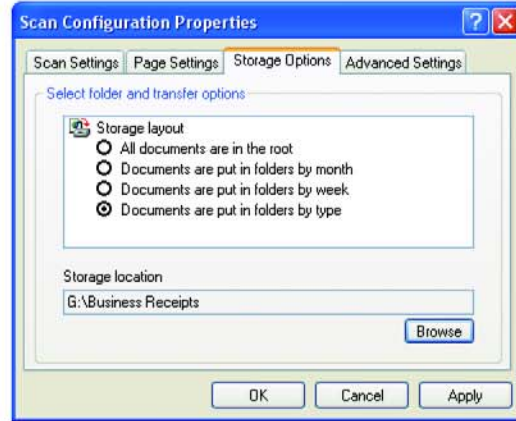 Scan Configuration Properties
Scan Settings Page Settings Storage Options Advanced Settings
Select folder and transfer options
Storage layout
All documents are in the root
Documents are put in folders by month
Documents are put in folders by week
Documents are put in folders by type
Storage location
G:\Business Receipts
Browse
OK Cancel Apply